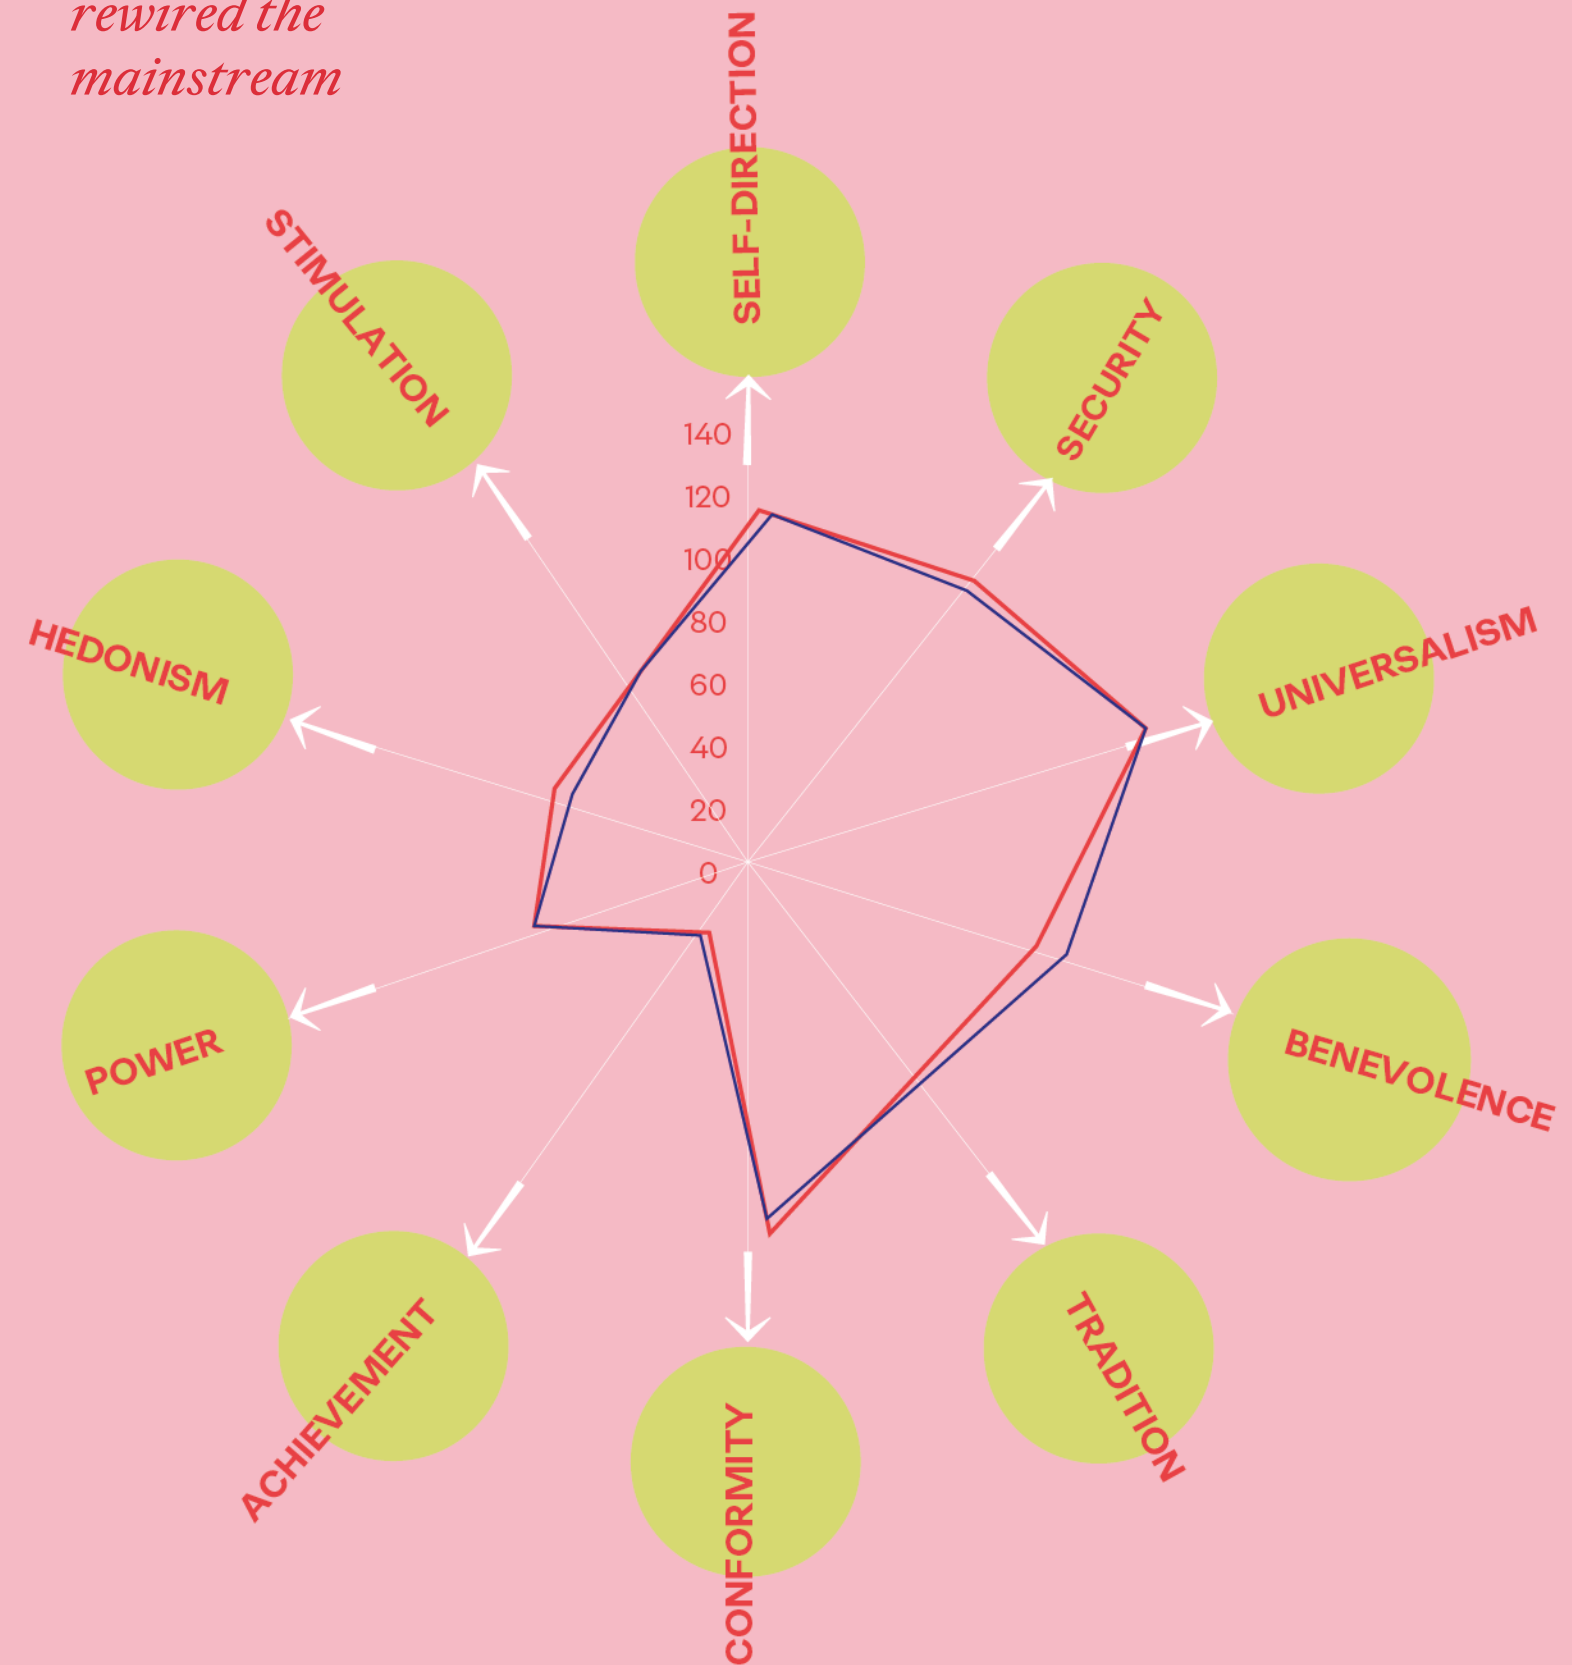 rewired the
mainstream
SELF-DIRECTION
STIMULATION
SECURITY
140
120
100
80
60
40
20
0
HEDONISM
UNIVERSALISM
POWER
BENEVOLENCE
ACHIEVEMENT
TRADITION
CONFORMITY